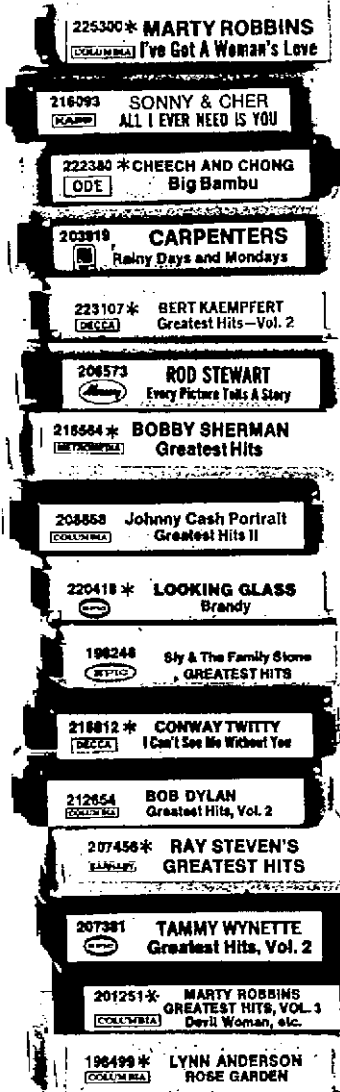 225300* MARTY ROBBINS
COLUMBIA I've Got A Woman's Love
216093 SONNY & CHER
KAPP ALL I EVER NEED IS YOU
222380 *CHEECH AND CHONG
ODE Big Bambu
203919 CARPENTERS
Rainy Days and Mondays
223107* BERT KAEMPFERT
DECCA Greatest Hits—Vol. 2
206573 ROD STEWART
Mercury Every Picture Tells A Story
216564* BOBBY SHERMAN
METROMEDIA Greatest Hits
208658 Johnny Cash Portrait
COLUMBIA Greatest Hits II
220418* LOOKING GLASS
EPIC Brandy
196246 Sly & The Family Stone
EPIC GREATEST HITS
216812* CONWAY TWITTY
DECCA I Can't See Me Without You
212654 BOB DYLAN
COLUMBIA Greatest Hits, Vol. 2
207456* RAY STEVEN'S
BARNABY GREATEST HITS
207381 TAMMY WYNETTE
EPIC Greatest Hits, Vol. 2
201251* MARTY ROBBINS
GREATEST HITS, VOL. 3
COLUMBIA Devil Woman, etc.
196499* LYNN ANDERSON
COLUMBIA ROSE GARDEN